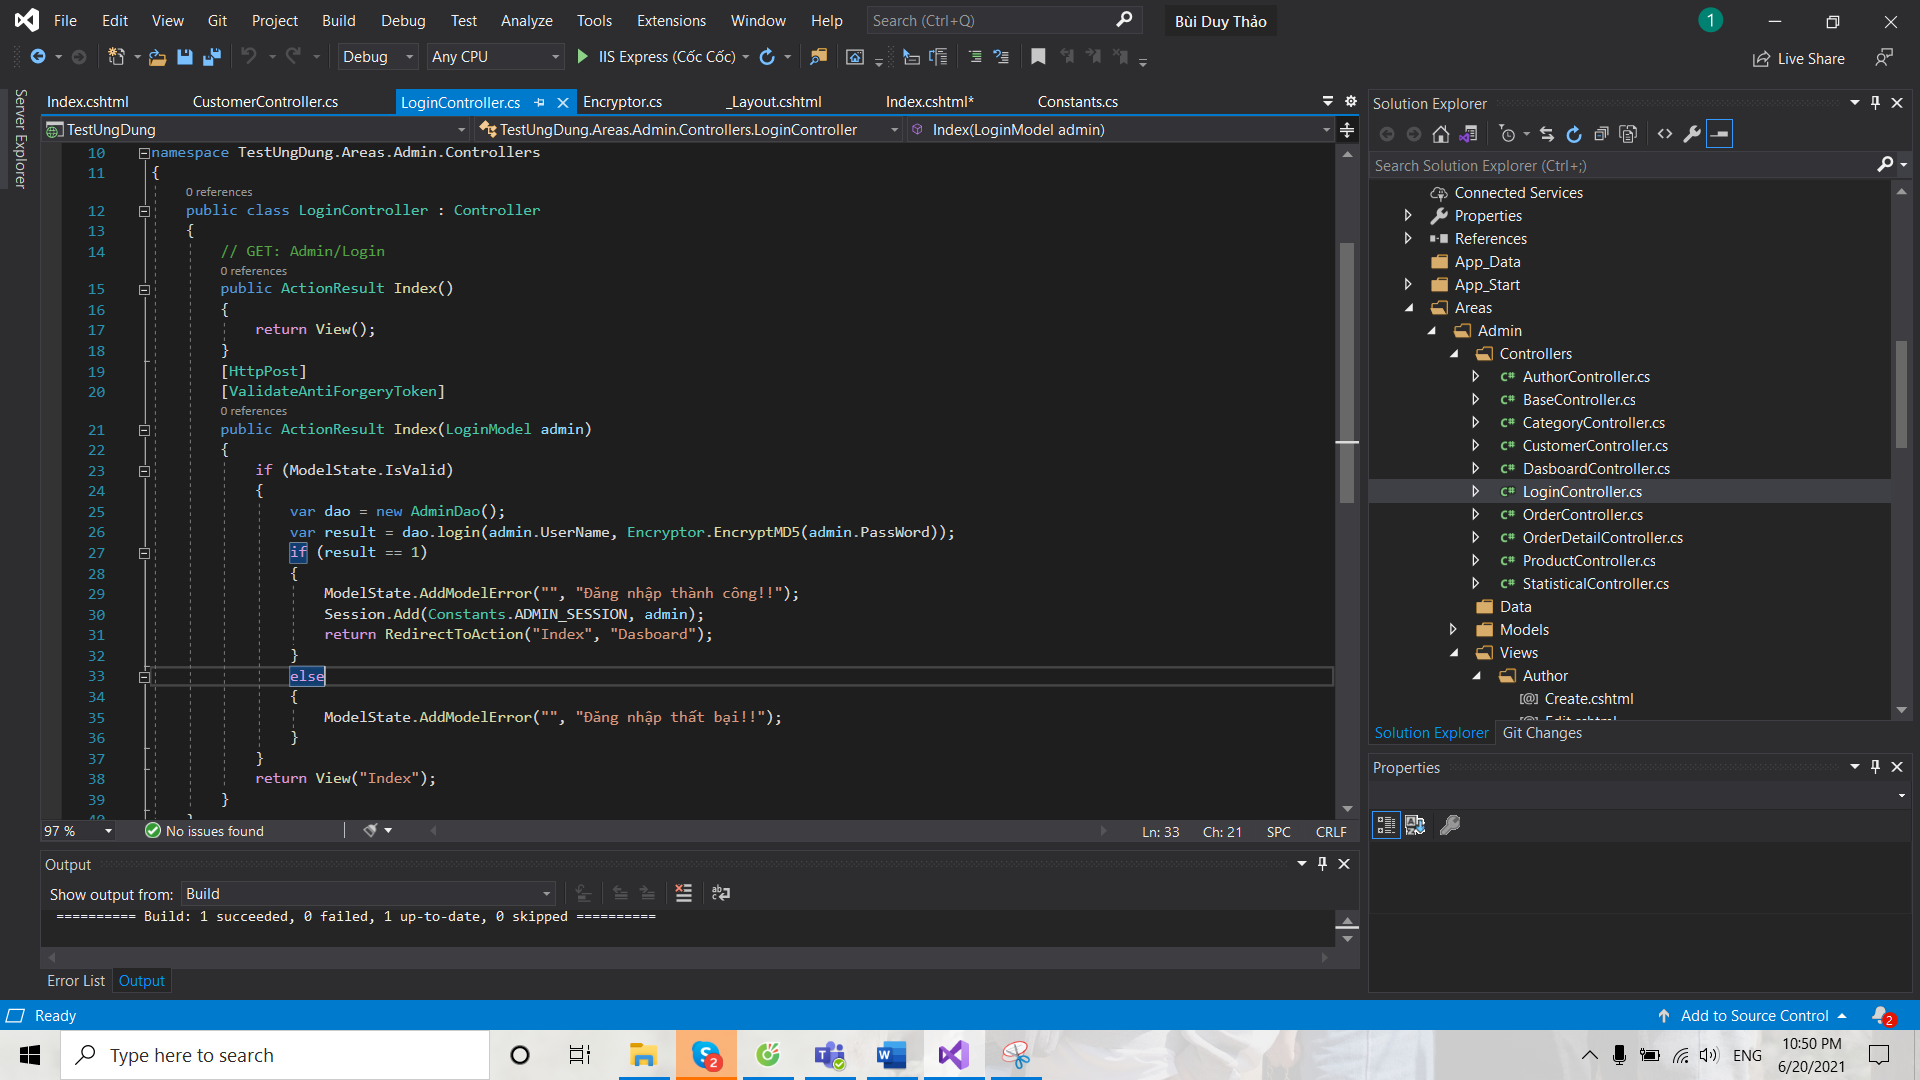 File Edit View Git Project Build Debug Test Analyze Tools Extensions Window Help Search (Ctrl+Q) Bùi Duy Thảo 1
Debug Any CPU IIS Express (Cốc Cốc) Live Share
Server Explorer
Index.cshtml CustomerController.cs LoginController.cs Encryptor.cs _Layout.cshtml Index.cshtml* Constants.cs
TestUngDung TestUngDung.Areas.Admin.Controllers.LoginController Index(LoginModel admin)
10 namespace TestUngDung.Areas.Admin.Controllers
11 {
0 references
12 public class LoginController : Controller
13 {
14 // GET: Admin/Login
0 references
15 public ActionResult Index()
16 {
17 return View();
18 }
19 [HttpPost]
20 [ValidateAntiForgeryToken]
0 references
21 public ActionResult Index(LoginModel admin)
22 {
23 if (ModelState.IsValid)
24 {
25 var dao = new AdminDao();
26 var result = dao.login(admin.UserName, Encryptor.EncryptMD5(admin.PassWord));
27 if (result == 1)
28 {
29 ModelState.AddModelError("", "Đăng nhập thành công!!");
30 Session.Add(Constants.ADMIN_SESSION, admin);
31 return RedirectToAction("Index", "Dasboard");
32 }
33 else
34 {
35 ModelState.AddModelError("", "Đăng nhập thất bại!!");
36 }
37 }
38 return View("Index");
39 }
40 }
97 % No issues found Ln: 33 Ch: 21 SPC CRLF
Output
Show output from: Build
========== Build: 1 succeeded, 0 failed, 1 up-to-date, 0 skipped ==========
Error List Output
Solution Explorer
Search Solution Explorer (Ctrl+;)
Connected Services
Properties
References
App_Data
App_Start
Areas
Admin
Controllers
C# AuthorController.cs
C# BaseController.cs
C# CategoryController.cs
C# CustomerController.cs
C# DasboardController.cs
C# LoginController.cs
C# OrderController.cs
C# OrderDetailController.cs
C# ProductController.cs
C# StatisticalController.cs
Data
Models
Views
Author
[@] Create.cshtml
[@] Edit.cshtml
Solution Explorer Git Changes
Properties
Ready Add to Source Control 2
Type here to search 2 ENG 10:50 PM
6/20/2021